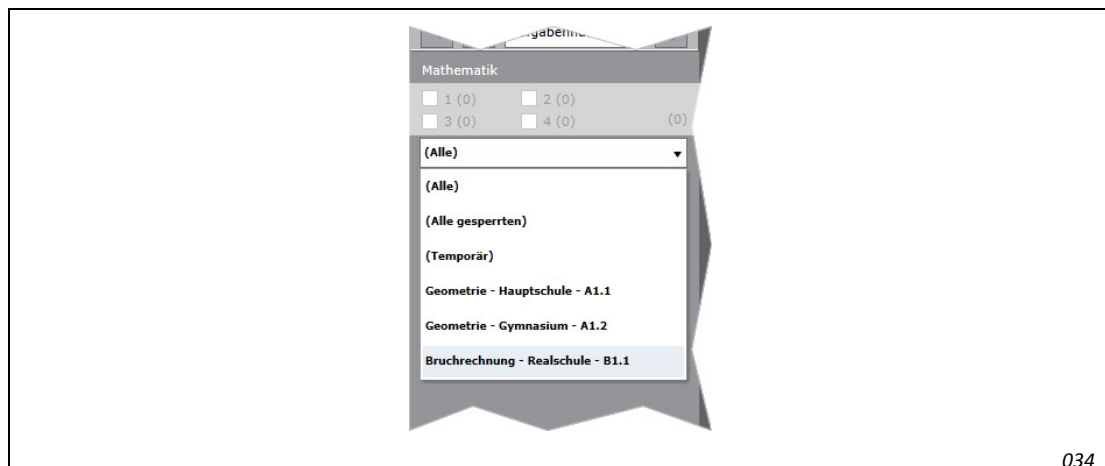 Mathematik
1 (0) 2 (0)
3 (0) 4 (0) (0)
(Alle)
(Alle)
(Alle gesperrten)
(Temporär)
Geometrie - Hauptschule - A1.1
Geometrie - Gymnasium - A1.2
Bruchrechnung - Realschule - B1.1
034